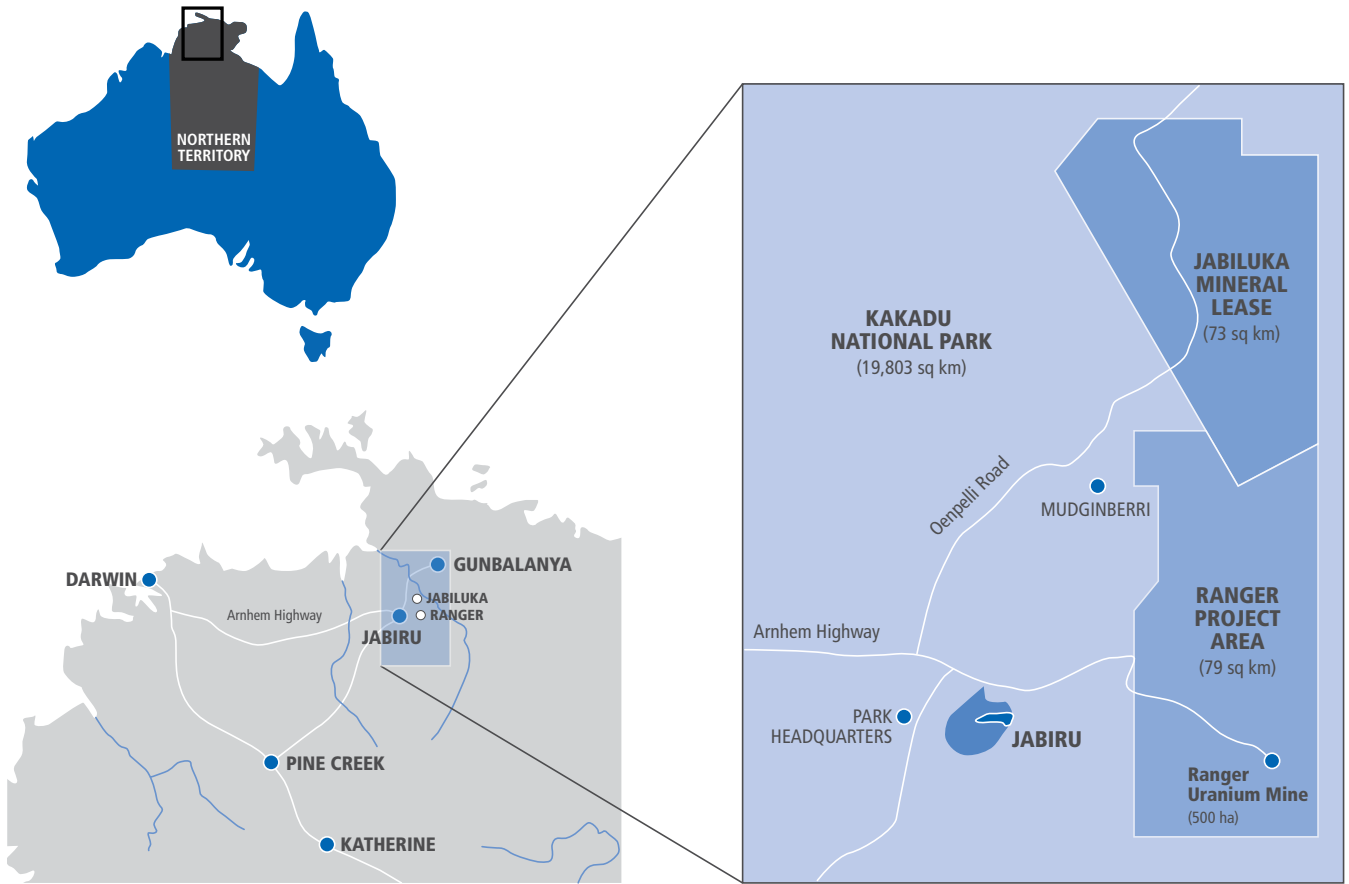 NORTHERN
TERRITORY
DARWIN
GUNBALANYA
JABILUKA
RANGER
Arnhem Highway
JABIRU
PINE CREEK
KATHERINE
JABILUKA
MINERAL
LEASE
(73 sq km)
KAKADU
NATIONAL PARK
(19,803 sq km)
Oenpelli Road
MUDGINBERRI
RANGER
PROJECT
AREA
(79 sq km)
Arnhem Highway
PARK
HEADQUARTERS
JABIRU
Ranger
Uranium Mine
(500 ha)